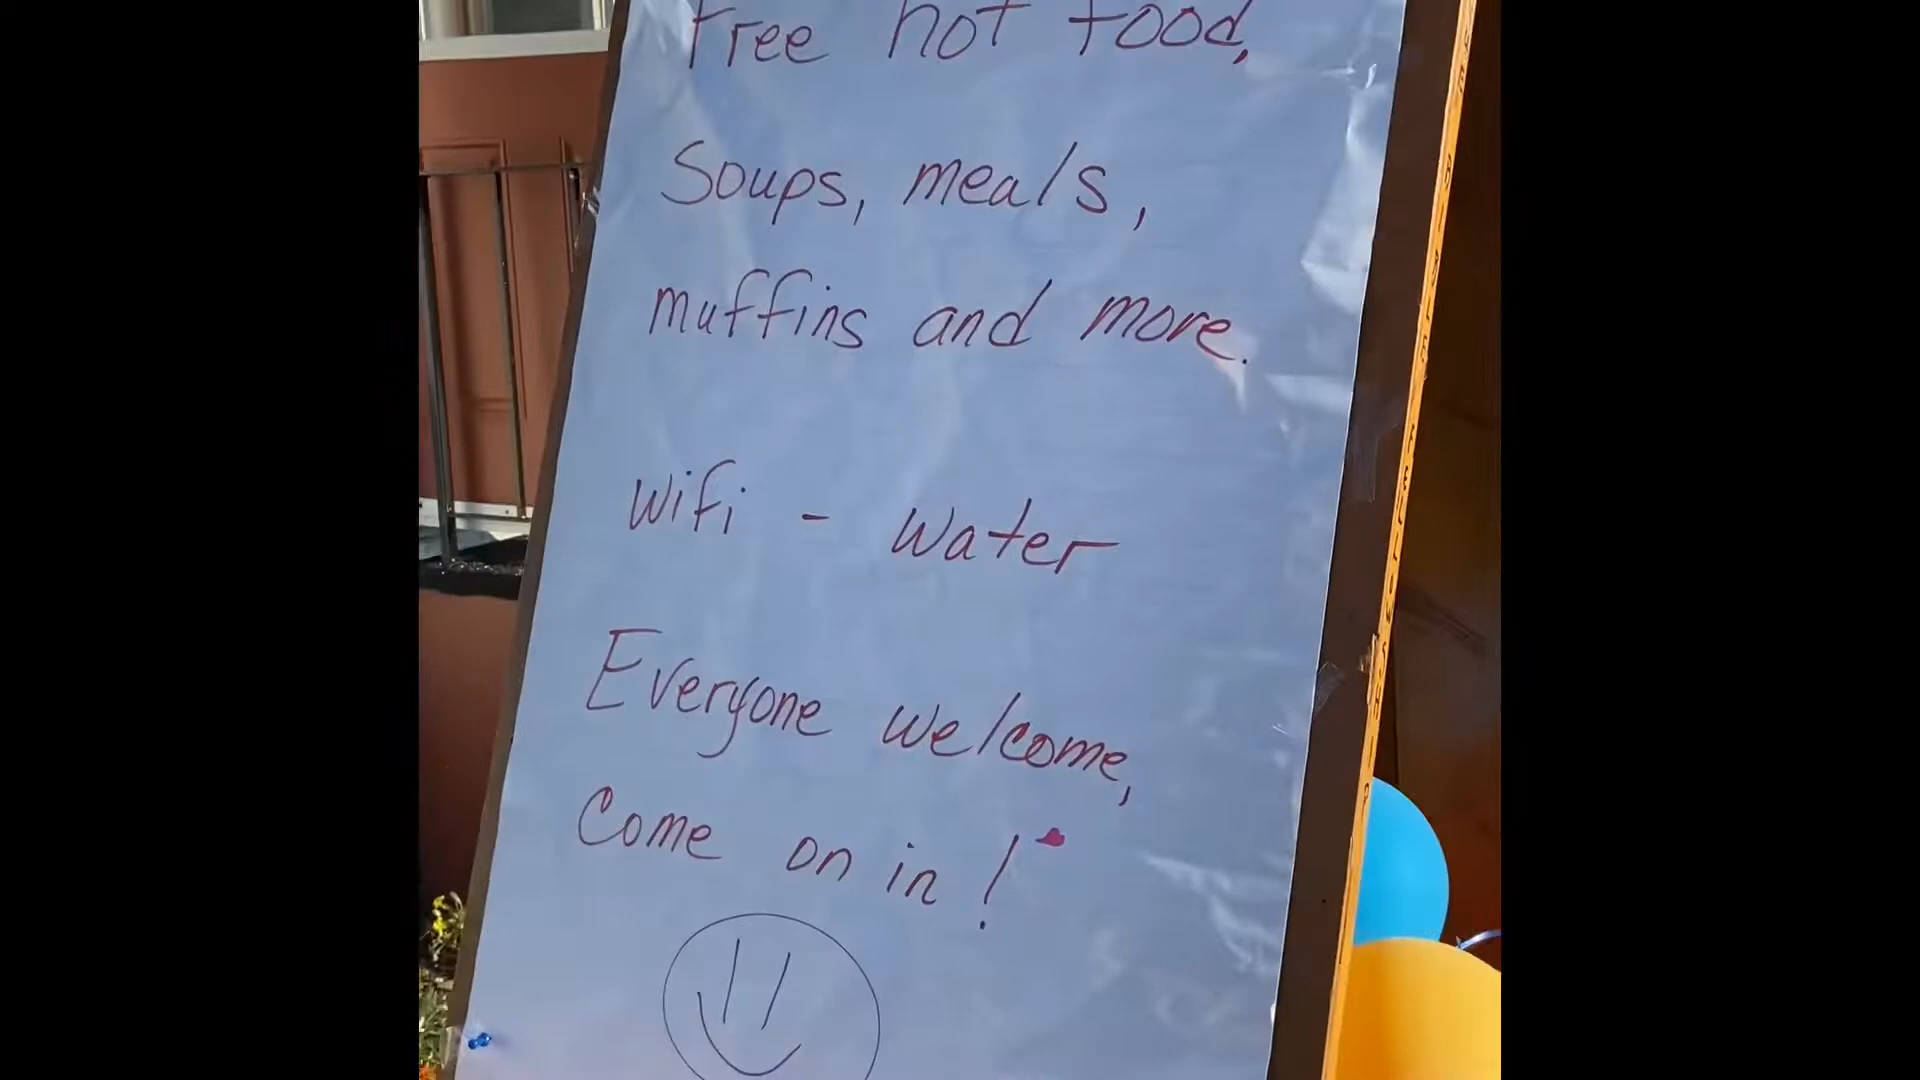 Free hot food,
Soups, meals,
muffins and more.
Wifi - Water
Everyone welcome,
Come on in!